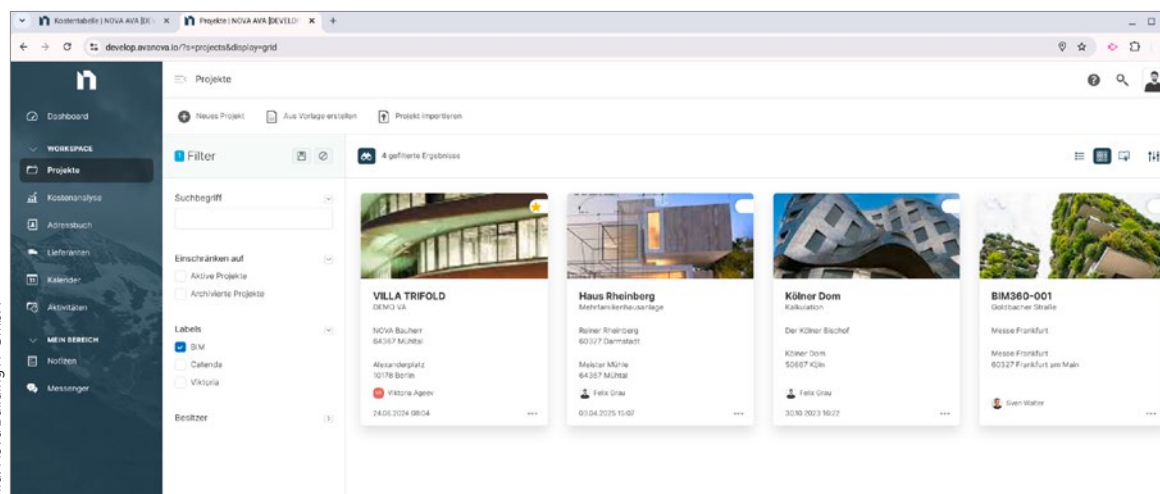 Kostentabelle | NOVA AVA [DE
Projekte | NOVA AVA [DEVELOP
develop.avanova.io/?s=projects&display=grid
Projekte
Dashboard
WORKSPACE
Projekte
Kostenanalyse
Adressbuch
Lieferanten
Kalender
Aktivitäten
MEIN BEREICH
Notizen
Messenger
Neues Projekt
Aus Vorlage erstellen
Projekt importieren
1 Filter
4 gefilterte Ergebnisse
Suchbegriff
Einschränken auf
Aktive Projekte
Archivierte Projekte
Labels
BIM
Catenda
Viktoria
Besitzer
VILLA TRIFOLD
DEMO VA
NOVA Bauherr
64367 Mühltal
Alexanderplatz
10178 Berlin
Viktoria Ageev
24.06.2024 08:04
Haus Rheinberg
Mehrfamilienhausanlage
Reiner Rheinberg
60327 Darmstadt
Meister Mühle
64367 Mühltal
Felix Grau
03.04.2025 15:07
Kölner Dom
Kalkulation
Der Kölner Bischof
Kölner Dom
50667 Köln
Felix Grau
30.10.2023 16:22
BIM360-001
Goldbacher Straße
Messe Frankfurt
Messe Frankfurt
60327 Frankfurt am Main
Sven Walter